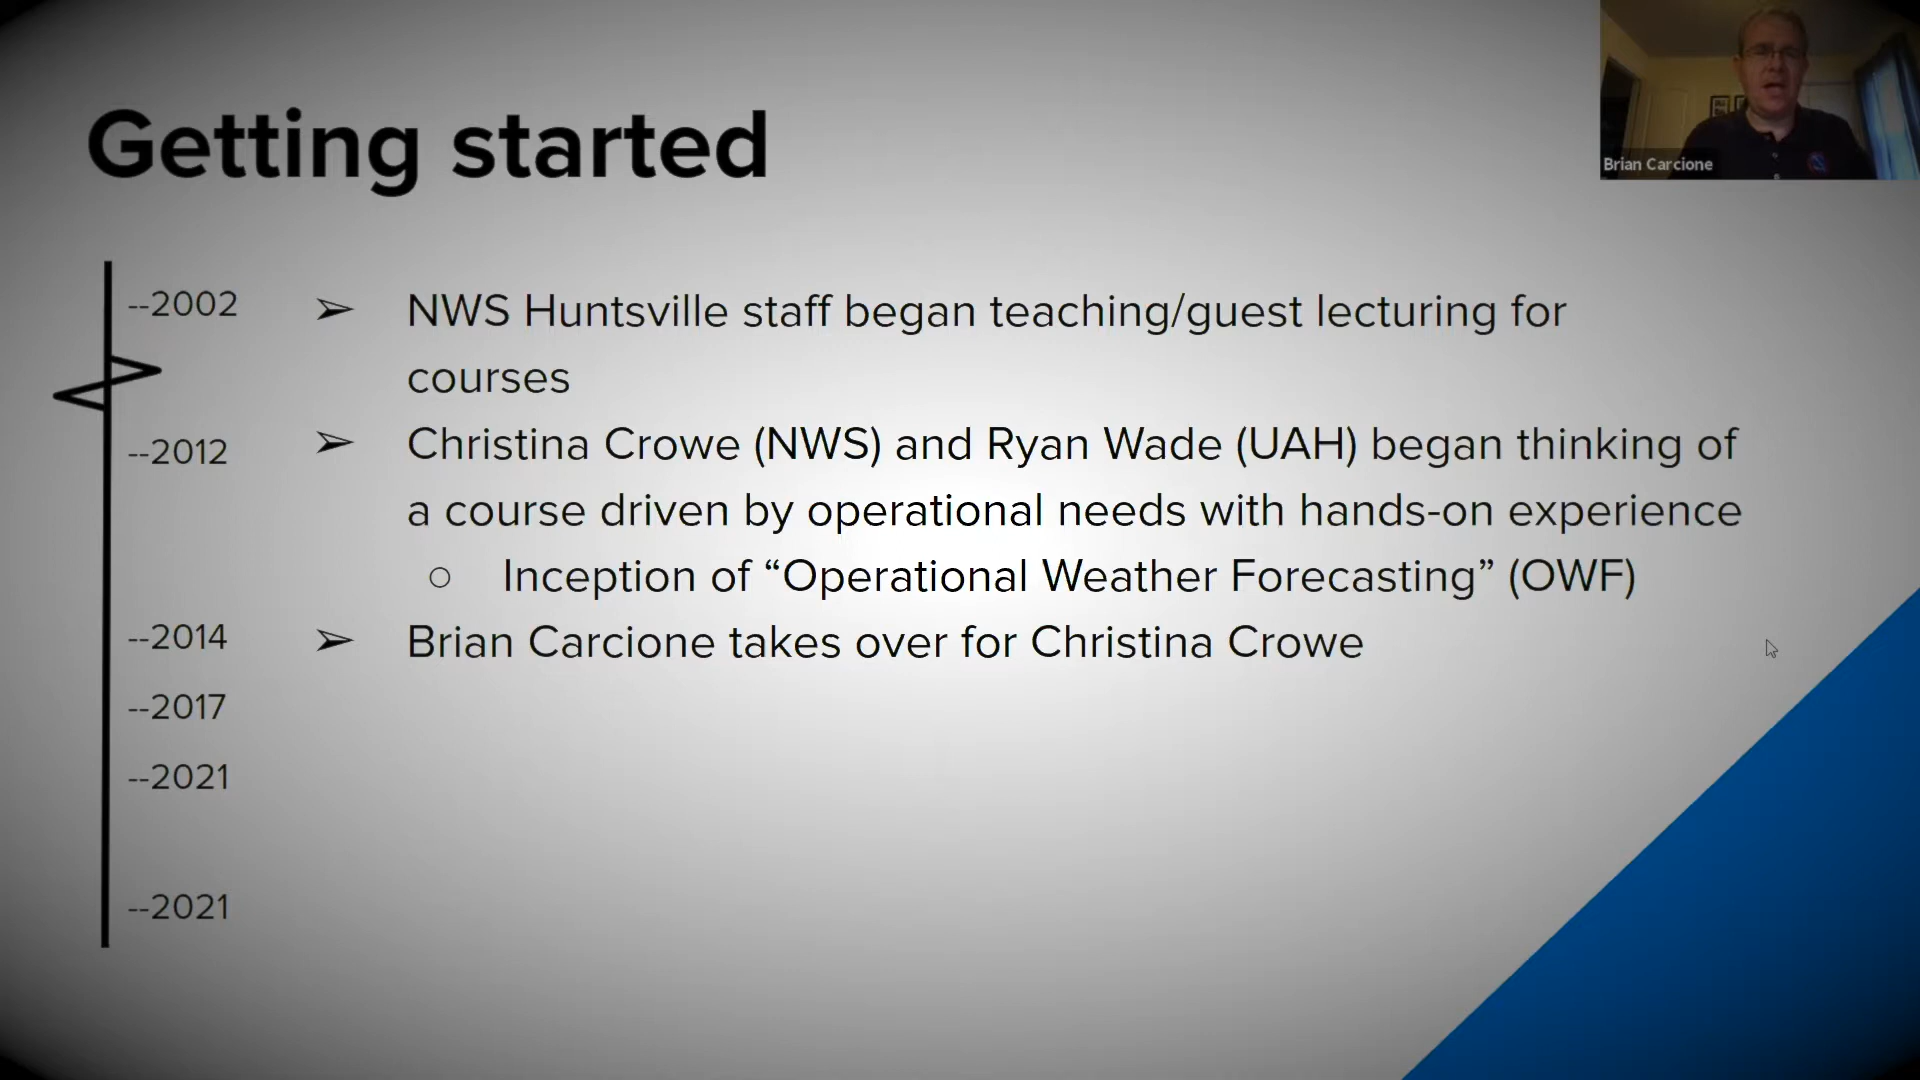 Getting started
Brian Carcione
--2002
➢ NWS Huntsville staff began teaching/guest lecturing for
courses
--2012
➢ Christina Crowe (NWS) and Ryan Wade (UAH) began thinking of
a course driven by operational needs with hands-on experience
○ Inception of “Operational Weather Forecasting” (OWF)
--2014
➢ Brian Carcione takes over for Christina Crowe
--2017
--2021
--2021